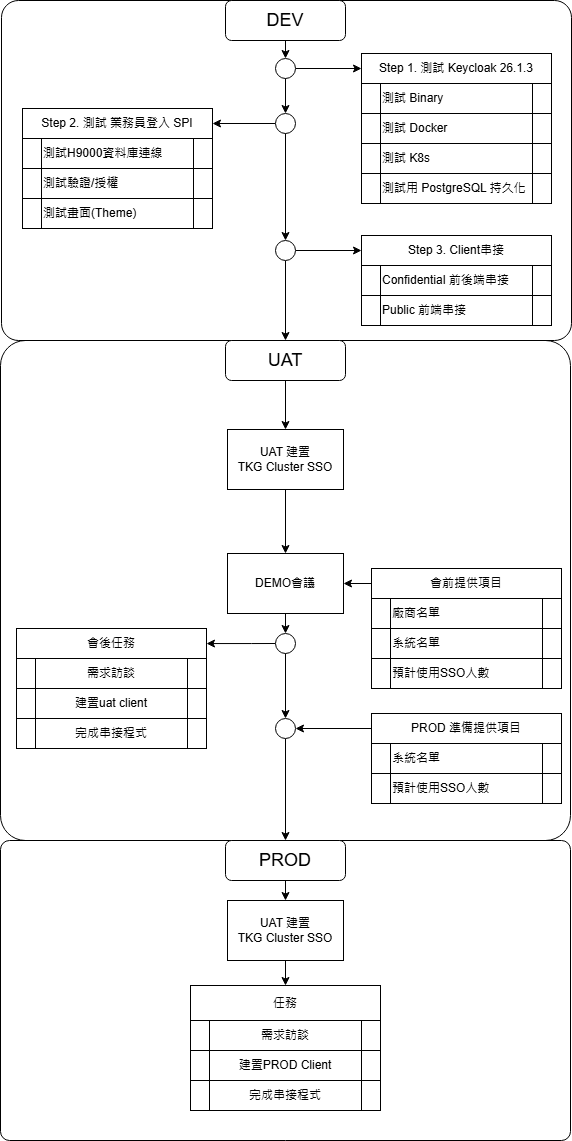 DEV
Step 1. 測試 Keycloak 26.1.3
測試 Binary
測試 Docker
測試 K8s
測試用 PostgreSQL 持久化
Step 2. 測試 業務員登入 SPI
測試H9000資料庫連線
測試驗證/授權
測試畫面(Theme)
Step 3. Client串接
Confidential 前後端串接
Public 前端串接
UAT
UAT 建置
TKG Cluster SSO
DEMO會議
會前提供項目
廠商名單
系統名單
預計使用SSO人數
會後任務
需求訪談
建置uat client
完成串接程式
PROD 準備提供項目
系統名單
預計使用SSO人數
PROD
UAT 建置
TKG Cluster SSO
任務
需求訪談
建置PROD Client
完成串接程式